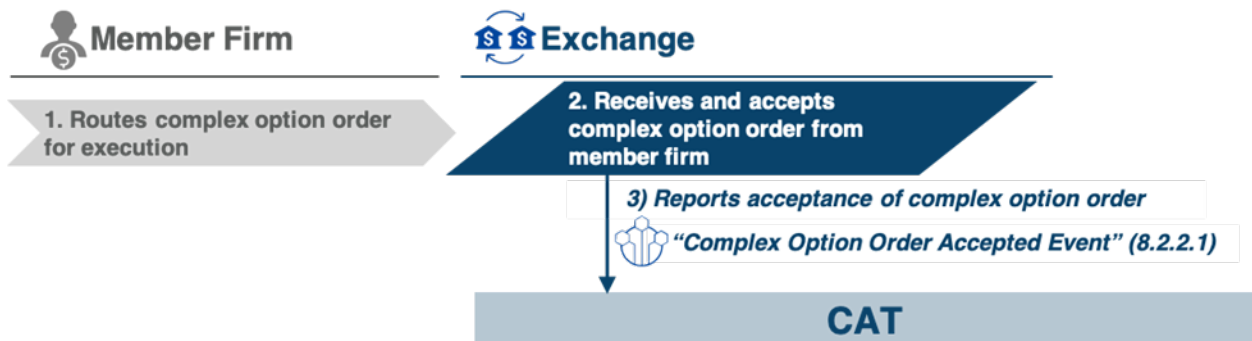 Member Firm
Exchange
1. Routes complex option order
for execution
2. Receives and accepts
complex option order from
member firm
3) Reports acceptance of complex option order
“Complex Option Order Accepted Event” (8.2.2.1)
CAT